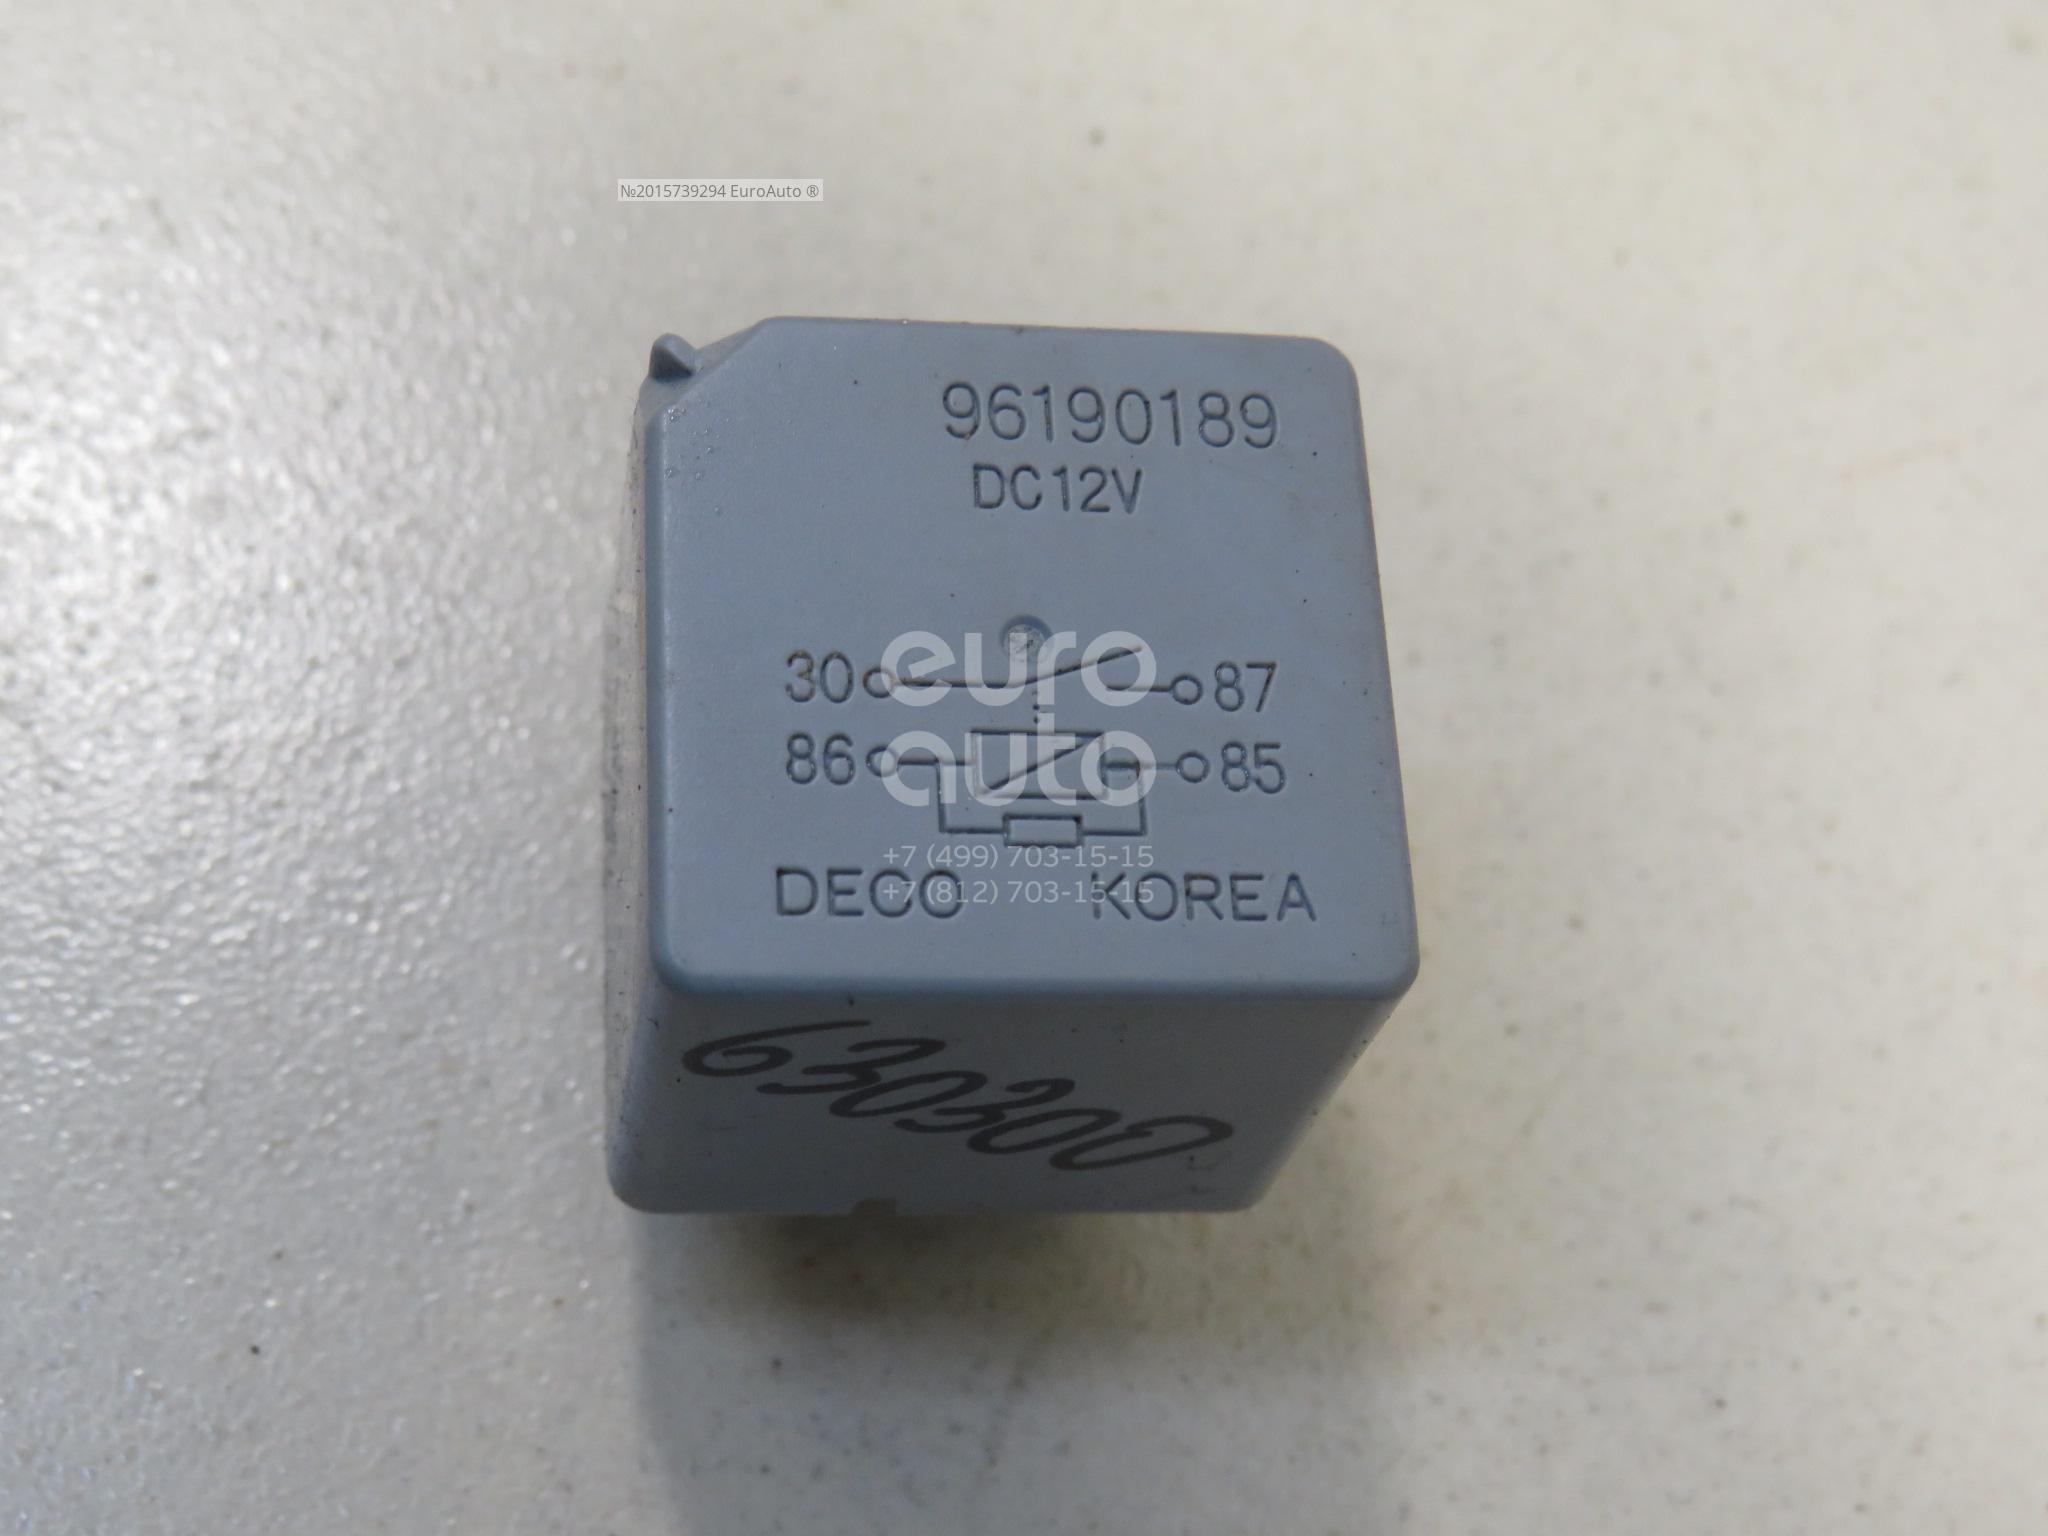 №2015739294 EuroAuto ®
96190189
DC12V
30 87
86 85
euro
auto
+7 (499) 703-15-15
+7 (812) 703-15-15
DECO KOREA
630300